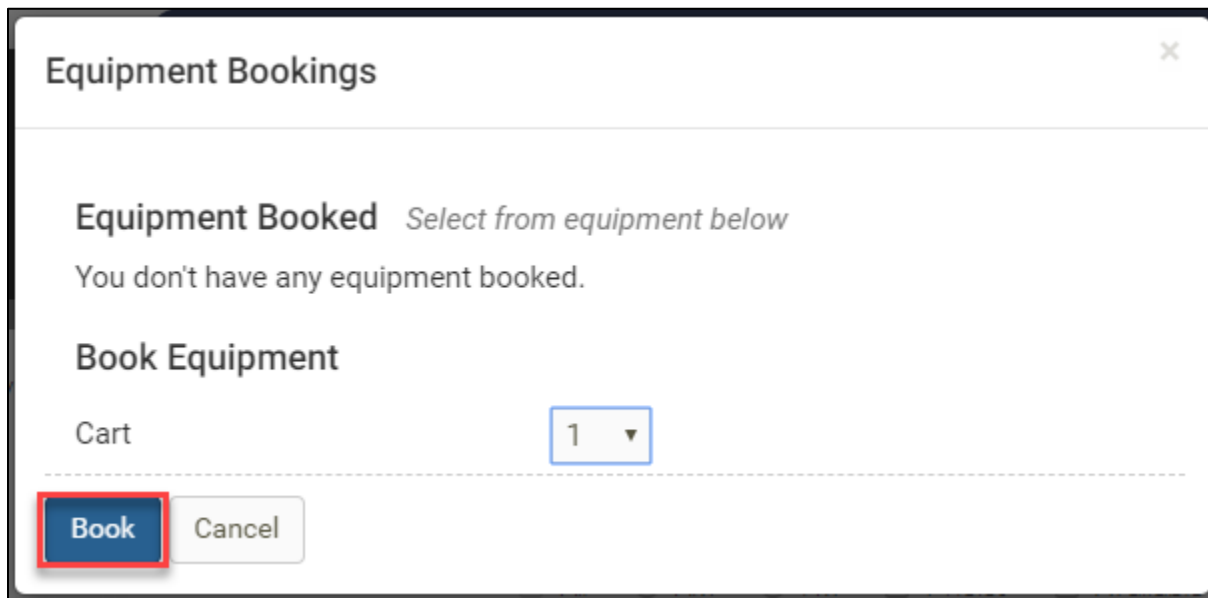 Equipment Bookings ×
Equipment Booked Select from equipment below
You don't have any equipment booked.
Book Equipment
Cart 1
Book Cancel